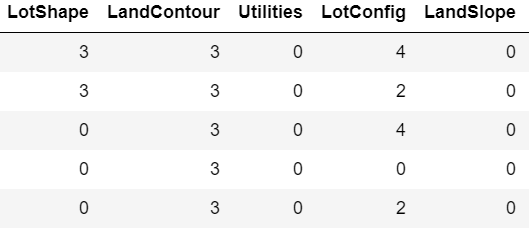 LotShape LandContour Utilities LotConfig LandSlope
3 3 0 4 0
3 3 0 2 0
0 3 0 4 0
0 3 0 0 0
0 3 0 2 0